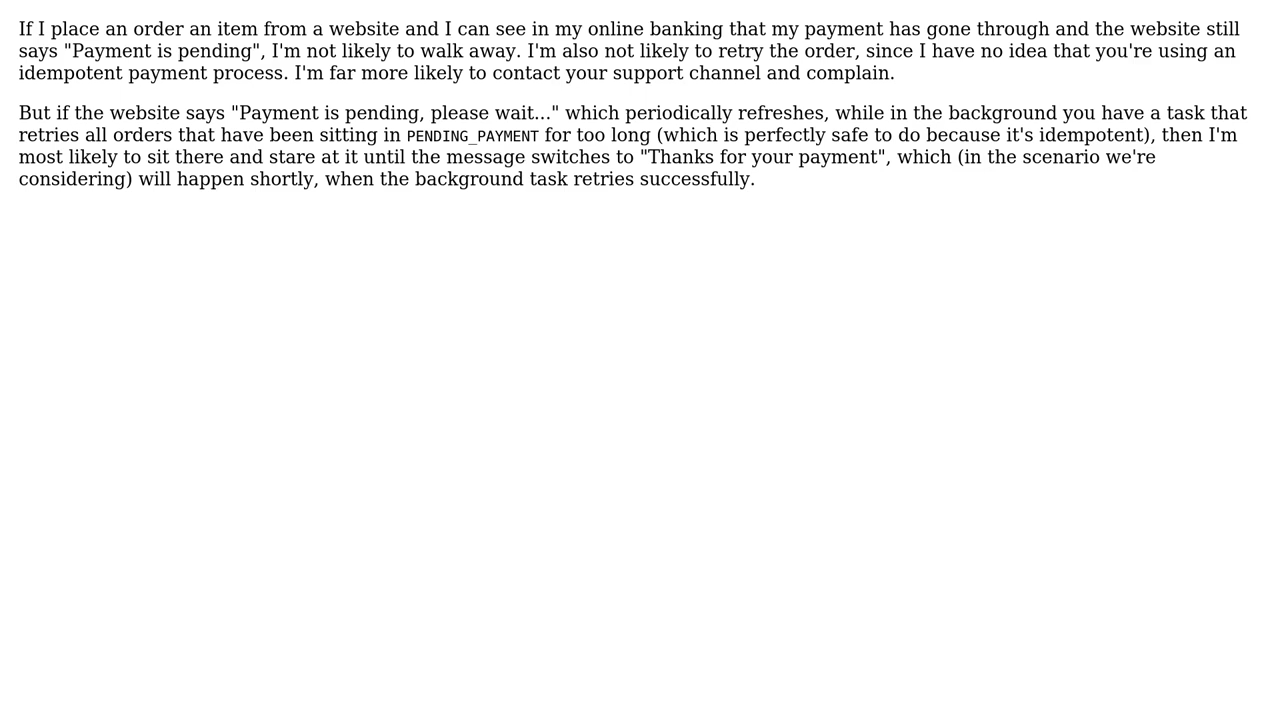 If I place an order an item from a website and I can see in my online banking that my payment has gone through and the website still
says "Payment is pending", I'm not likely to walk away. I'm also not likely to retry the order, since I have no idea that you're using an
idempotent payment process. I'm far more likely to contact your support channel and complain.
But if the website says "Payment is pending, please wait..." which periodically refreshes, while in the background you have a task that
retries all orders that have been sitting in PENDING_PAYMENT for too long (which is perfectly safe to do because it's idempotent), then I'm
most likely to sit there and stare at it until the message switches to "Thanks for your payment", which (in the scenario we're
considering) will happen shortly, when the background task retries successfully.